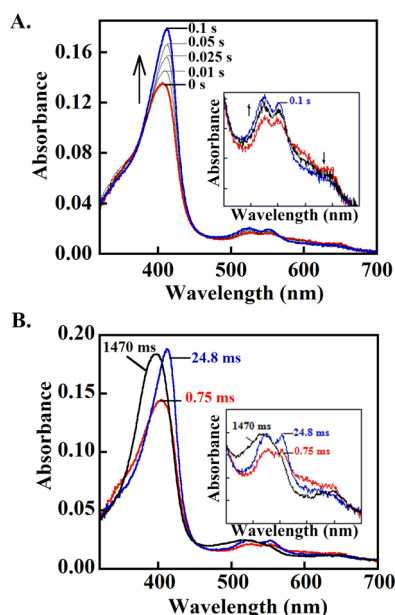 A.
0.16
0.12
0.08
0.04
0.00
Absorbance
0.1 s
0.05 s
0.025 s
0.01 s
0 s
0.1 s
Absorbance
Wavelength (nm)
400
500
600
700
Wavelength (nm)
B.
0.20
0.15
0.10
0.05
0.00
Absorbance
1470 ms
24.8 ms
0.75 ms
1470 ms
24.8 ms
0.75 ms
Absorbance
Wavelength (nm)
400
500
600
700
Wavelength (nm)